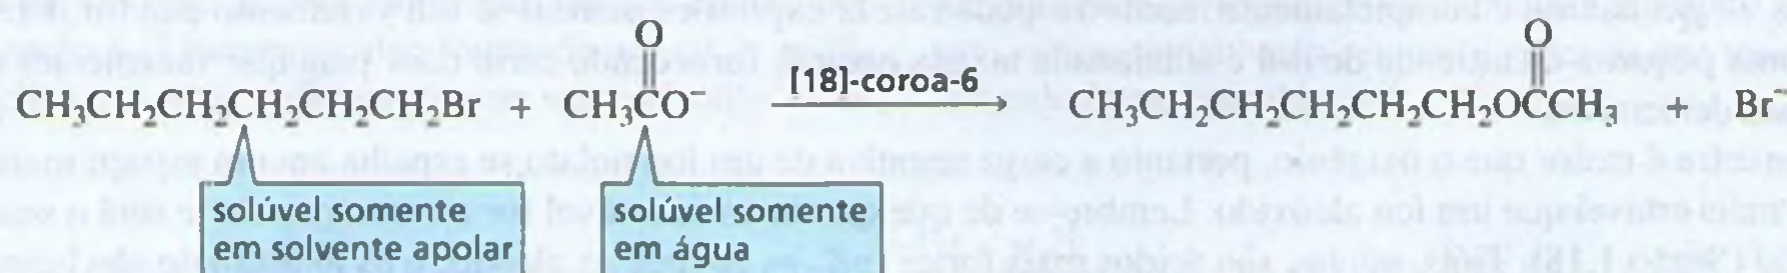 O O
CH₃CH₂CH₂CH₂CH₂CH₂Br + CH₃CO⁻ [18]-coroa-6 CH₃CH₂CH₂CH₂CH₂CH₂OCCH₃ + Br⁻
solúvel somente
em solvente apolar
solúvel somente
em água